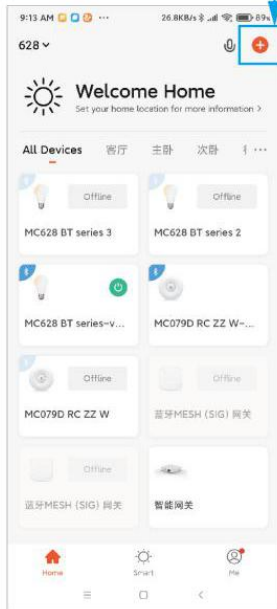 9:13 AM 26.8KB/s 89%
628
Welcome Home
Set your home location for more information >
All Devices 客厅 主卧 次卧 ...
Offline Offline
MC628 BT series 3 MC628 BT series 2
MC628 BT series-v... MC079D RC ZZ W-...
Offline Offline
MC079D RC ZZ W 蓝牙MESH (SIG) 网关
Offline
蓝牙MESH (SIG) 网关 智能网关
Home Smart Me